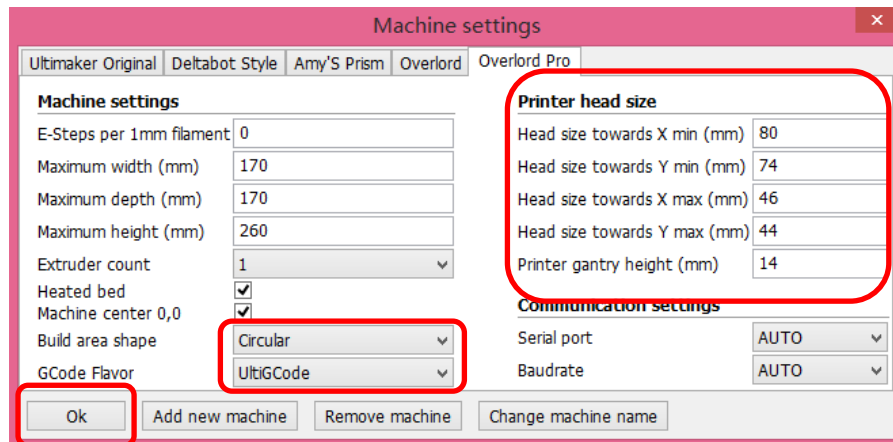 Machine settings
Ultimaker Original Deltabot Style Amy'S Prism Overlord Overlord Pro
Machine settings
E-Steps per 1mm filament 0
Maximum width (mm) 170
Maximum depth (mm) 170
Maximum height (mm) 260
Extruder count 1
Heated bed
Machine center 0,0
Build area shape Circular
GCode Flavor UltiGCode
Printer head size
Head size towards X min (mm) 80
Head size towards Y min (mm) 74
Head size towards X max (mm) 46
Head size towards Y max (mm) 44
Printer gantry height (mm) 14
Communication settings
Serial port AUTO
Baudrate AUTO
Ok Add new machine Remove machine Change machine name